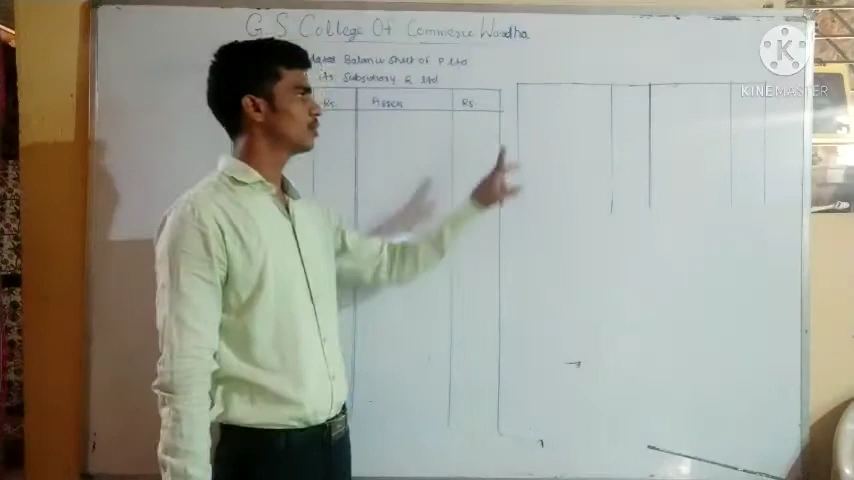 G S College Of Commerce Wardha
Balance Sheet of P Ltd
its Subsidiary Ltd
Rs. Assets Rs.
KINEMASTER